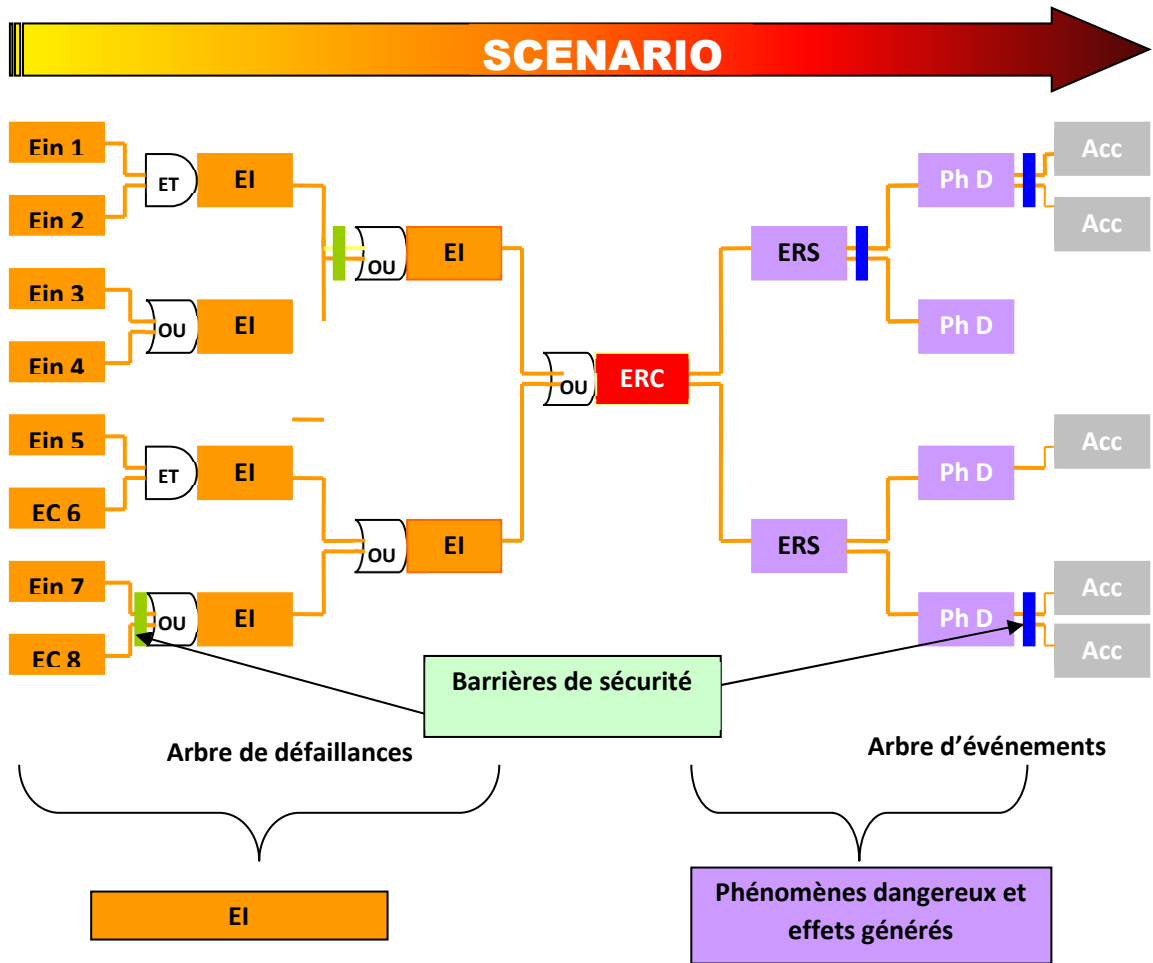 SCENARIO
Ein 1
Ein 2
Ein 3
Ein 4
Ein 5
EC 6
Ein 7
EC 8
ET
OU
ET
OU
EI
EI
EI
EI
OU
OU
EI
EI
OU
ERC
ERS
ERS
Ph D
Ph D
Ph D
Ph D
Acc
Acc
Acc
Acc
Acc
Barrières de sécurité
Arbre de défaillances
Arbre d’événements
EI
Phénomènes dangereux et
effets générés